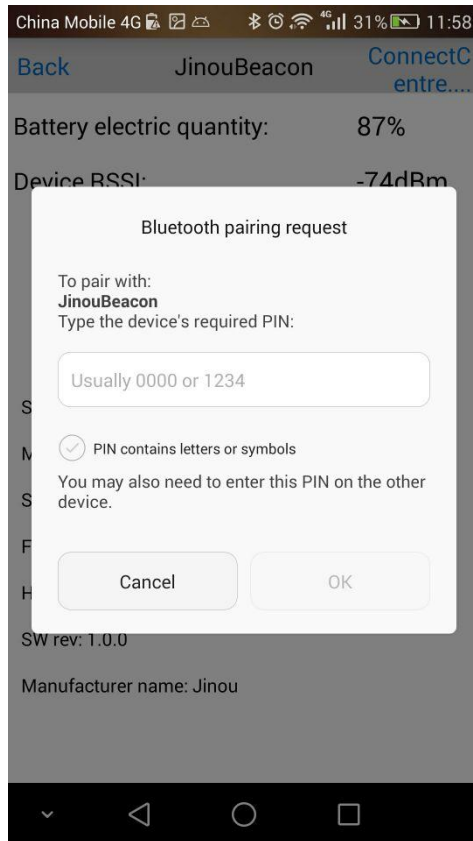 China Mobile 4G 4G 31% 11:58
Back JinouBeacon ConnectC
entre....
Battery electric quantity: 87%
Device RSSI: -74dBm
Bluetooth pairing request
To pair with:
JinouBeacon
Type the device's required PIN:
Usually 0000 or 1234
S
M
PIN contains letters or symbols
S
You may also need to enter this PIN on the other
device.
F
H
Cancel OK
SW rev: 1.0.0
Manufacturer name: Jinou